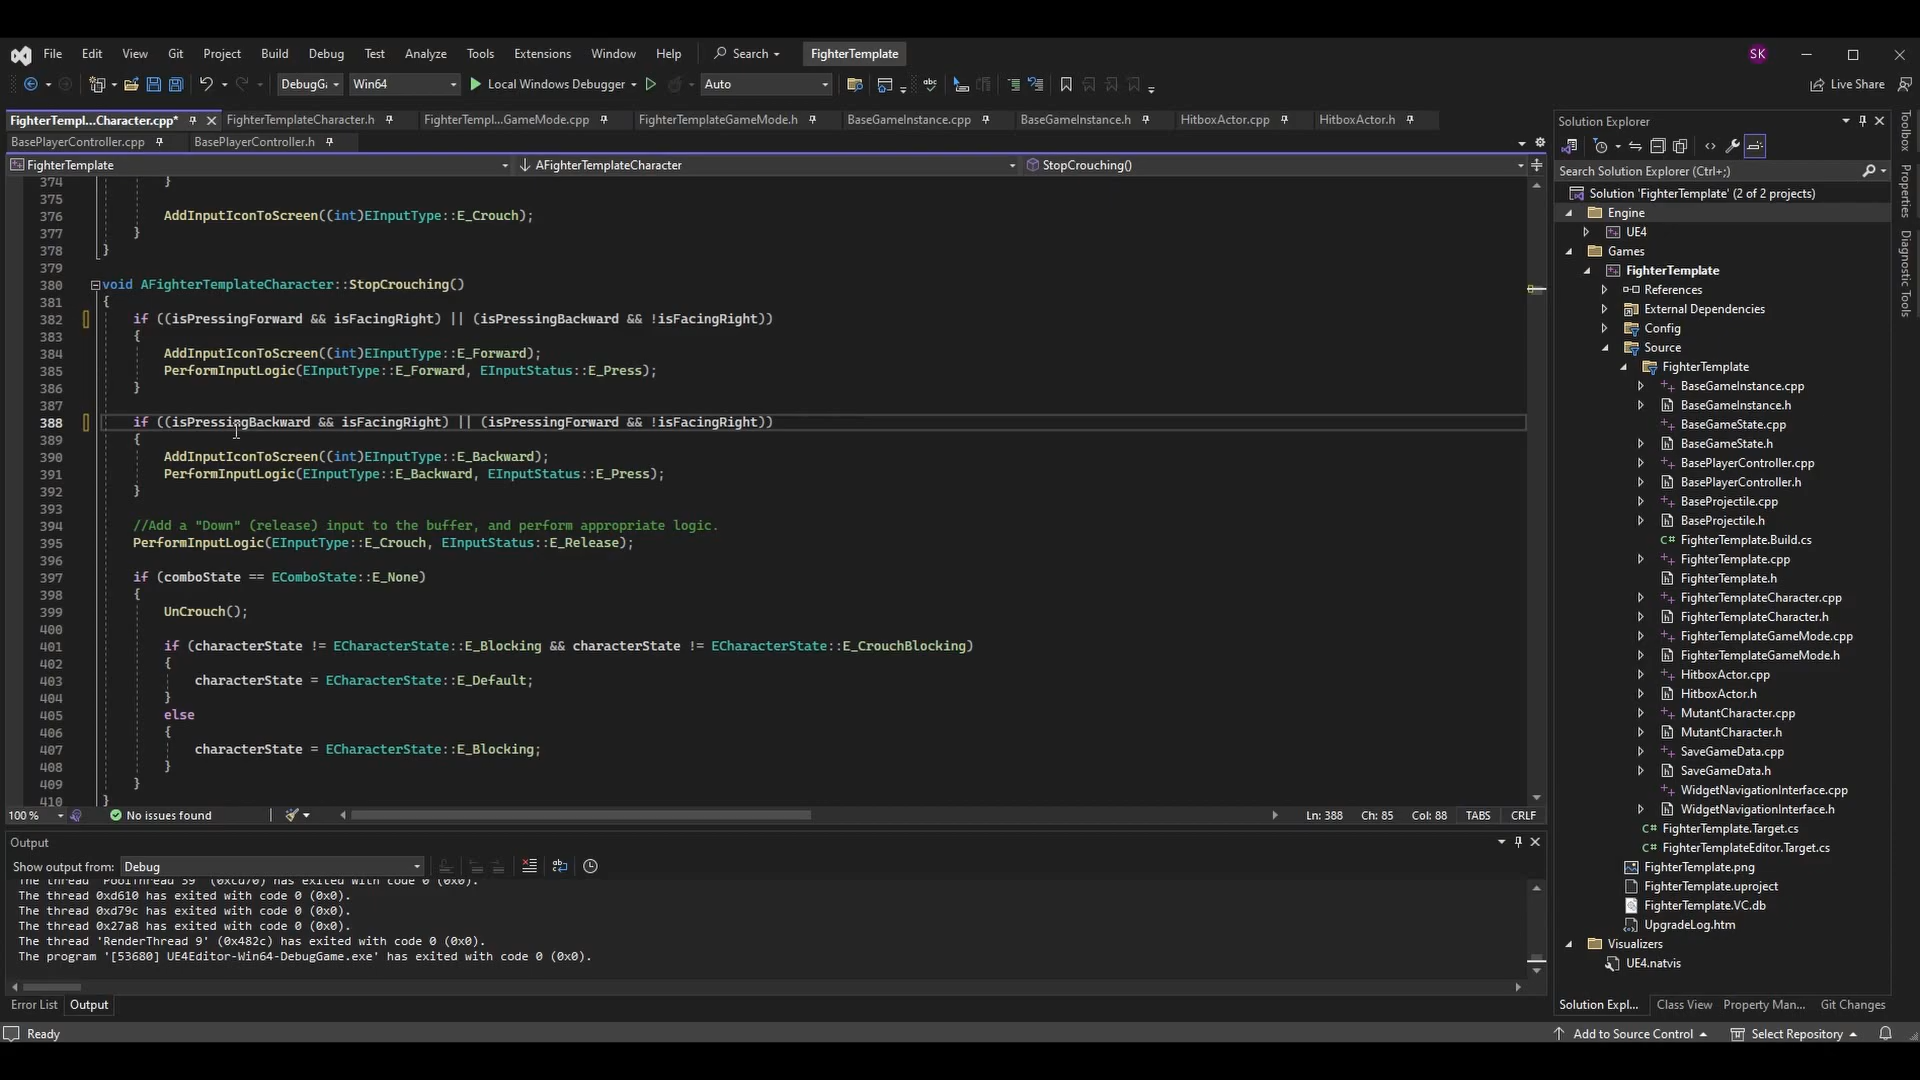 File Edit View Git Project Build Debug Test Analyze Tools Extensions Window Help Search FighterTemplate SK
DebugG Win64 Local Windows Debugger Auto Live Share
FighterTempl...Character.cpp* FighterTemplateCharacter.h FighterTempl...GameMode.cpp FighterTemplateGameMode.h BaseGameInstance.cpp BaseGameInstance.h HitboxActor.cpp HitboxActor.h
BasePlayerController.cpp BasePlayerController.h
FighterTemplate AFighterTemplateCharacter StopCrouching()
374 }
375
376 AddInputIconToScreen((int)EInputType::E_Crouch);
377 }
378 }
379
380 void AFighterTemplateCharacter::StopCrouching()
381 {
382 if ((isPressingForward && isFacingRight) || (isPressingBackward && !isFacingRight))
383 {
384 AddInputIconToScreen((int)EInputType::E_Forward);
385 PerformInputLogic(EInputType::E_Forward, EInputStatus::E_Press);
386 }
387
388 if ((isPressingBackward && isFacingRight) || (isPressingForward && !isFacingRight))
389 {
390 AddInputIconToScreen((int)EInputType::E_Backward);
391 PerformInputLogic(EInputType::E_Backward, EInputStatus::E_Press);
392 }
393
394 //Add a "Down" (release) input to the buffer, and perform appropriate logic.
395 PerformInputLogic(EInputType::E_Crouch, EInputStatus::E_Release);
396
397 if (comboState == EComboState::E_None)
398 {
399 UnCrouch();
400
401 if (characterState != ECharacterState::E_Blocking && characterState != ECharacterState::E_CrouchBlocking)
402 {
403 characterState = ECharacterState::E_Default;
404 }
405 else
406 {
407 characterState = ECharacterState::E_Blocking;
408 }
409 }
410 }
100 % No issues found Ln: 388 Ch: 85 Col: 88 TABS CRLF
Output
Show output from: Debug
The thread 'PoolThread 39' (0xcd70) has exited with code 0 (0x0).
The thread 0xd610 has exited with code 0 (0x0).
The thread 0xd79c has exited with code 0 (0x0).
The thread 0x27a8 has exited with code 0 (0x0).
The thread 'RenderThread 9' (0x482c) has exited with code 0 (0x0).
The program '[53680] UE4Editor-Win64-DebugGame.exe' has exited with code 0 (0x0).
Error List Output
Ready
Solution Explorer
Search Solution Explorer (Ctrl+;)
Solution 'FighterTemplate' (2 of 2 projects)
Engine
UE4
Games
FighterTemplate
References
External Dependencies
Config
Source
FighterTemplate
BaseGameInstance.cpp
BaseGameInstance.h
BaseGameState.cpp
BaseGameState.h
BasePlayerController.cpp
BasePlayerController.h
BaseProjectile.cpp
BaseProjectile.h
C# FighterTemplate.Build.cs
FighterTemplate.cpp
FighterTemplate.h
FighterTemplateCharacter.cpp
FighterTemplateCharacter.h
FighterTemplateGameMode.cpp
FighterTemplateGameMode.h
HitboxActor.cpp
HitboxActor.h
MutantCharacter.cpp
MutantCharacter.h
SaveGameData.cpp
SaveGameData.h
WidgetNavigationInterface.cpp
WidgetNavigationInterface.h
C# FighterTemplate.Target.cs
C# FighterTemplateEditor.Target.cs
FighterTemplate.png
FighterTemplate.uproject
FighterTemplate.VC.db
UpgradeLog.htm
Visualizers
UE4.natvis
Solution Expl... Class View Property Man... Git Changes
Add to Source Control Select Repository
Toolbox
Properties
Diagnostic Tools